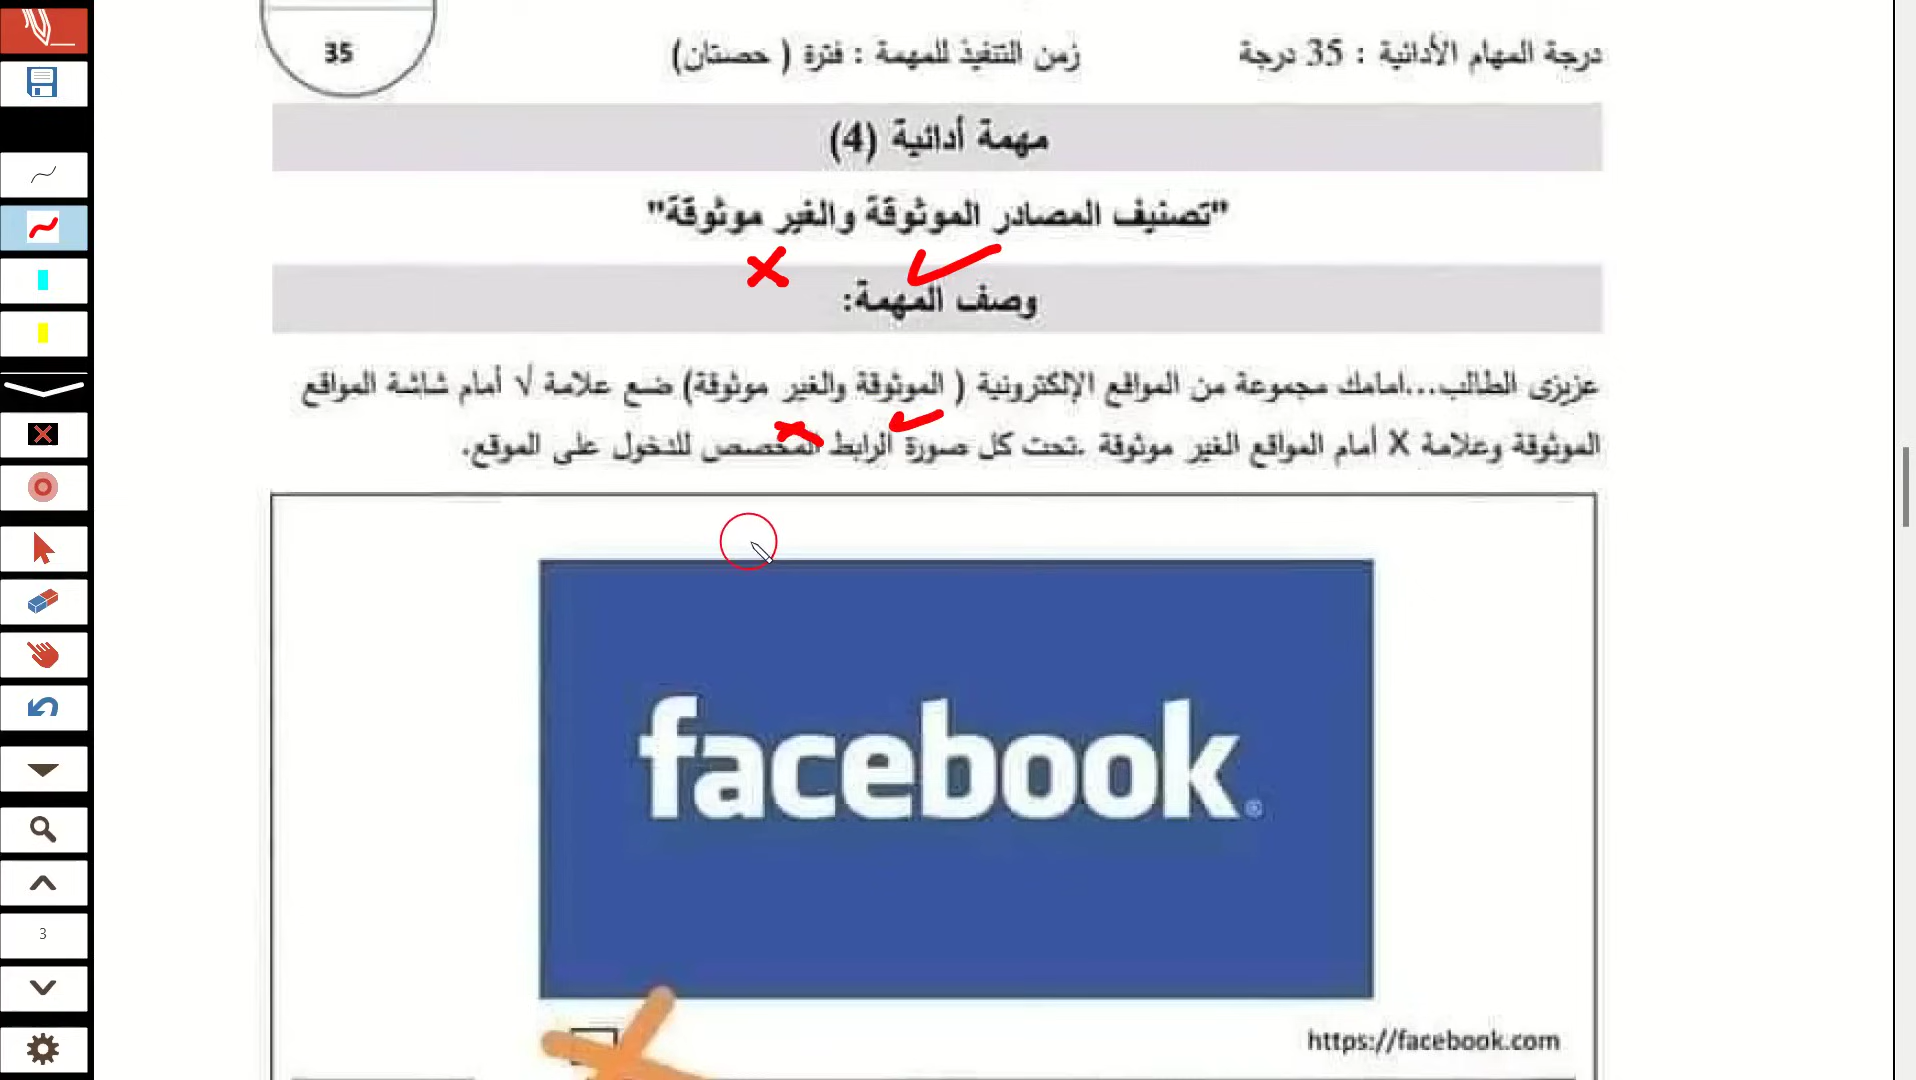 درجة المهام الأدائية : 35 درجة
زمن التنفيذ للمهمة : فترة ( حصتان)
35
مهمة أدائية (4)
"تصنيف المصادر الموثوقة والغير موثوقة"
وصف المهمة:
عزيزى الطالب...امامك مجموعة من المواقع الإلكترونية ( الموثوقة والغير موثوقة) ضع علامة √ أمام شاشة المواقع
الموثوقة وعلامة X أمام المواقع الغير موثوقة .تحت كل صورة الرابط المخصص للدخول على الموقع.
facebook®
https://facebook.com
3